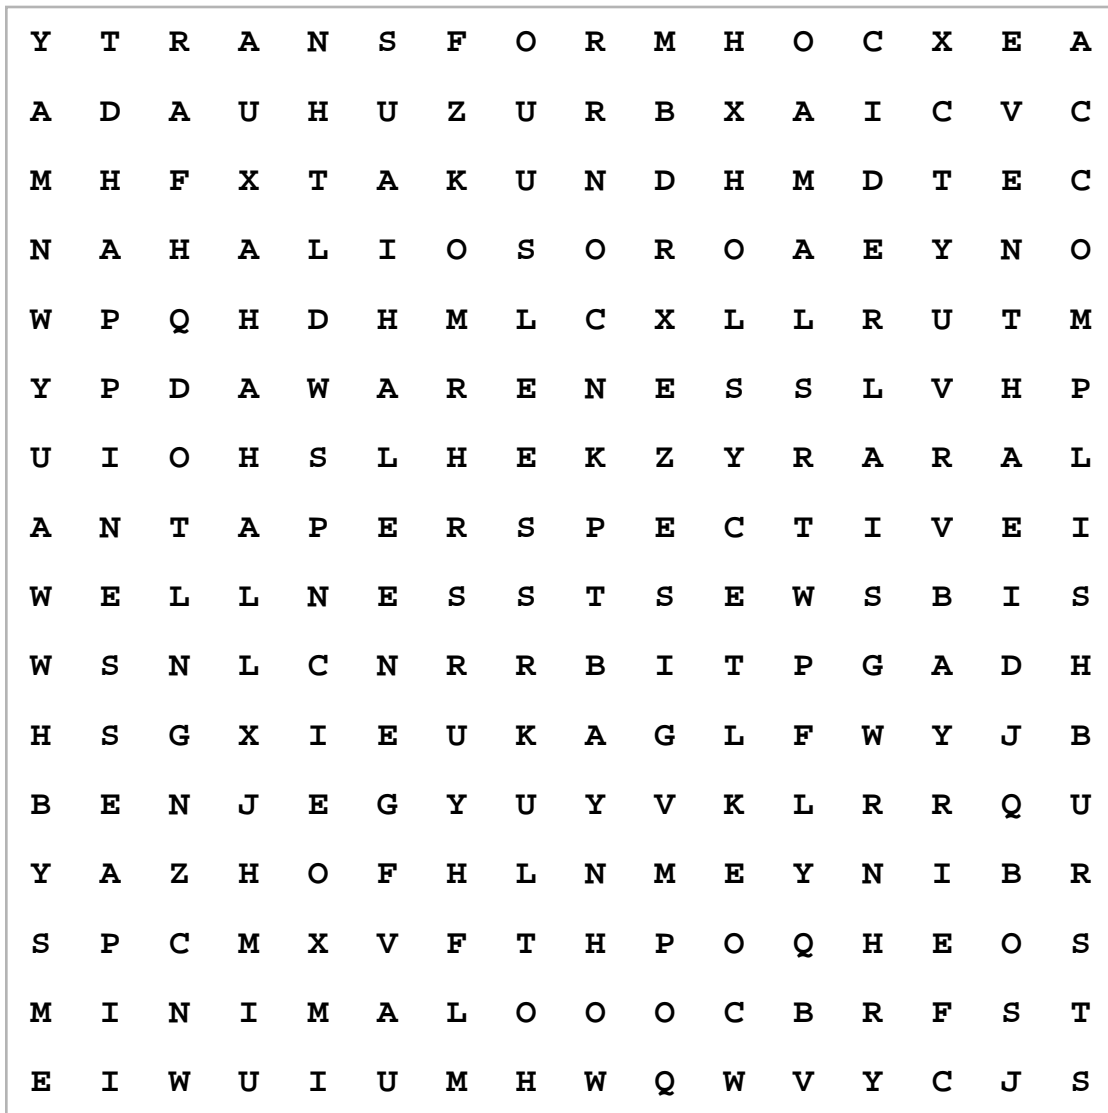 Y T R A N S F O R M H O C X E A
A D A U H U Z U R B X A I C V C
M H F X T A K U N D H M D T E C
N A H A L I O S O R O A E Y N O
W P Q H D H M L C X L L R U T M
Y P D A W A R E N E S S L V H P
U I O H S L H E K Z Y R A R A L
A N T A P E R S P E C T I V E I
W E L L N E S S T S E W S B I S
W S N L C N R R B I T P G A D H
H S G X I E U K A G L F W Y J B
B E N J E G Y U Y V K L R R Q U
Y A Z H O F H L N M E Y N I B R
S P C M X V F T H P O Q H E O S
M I N I M A L O O O C B R F S T
E I W U I U M H W Q W V Y C J S